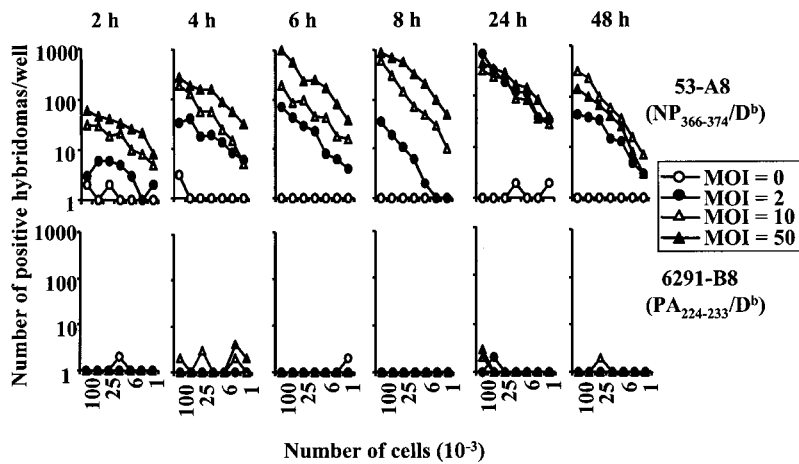 2 h 4 h 6 h 8 h 24 h 48 h
1000
100
10
1
53-A8
(NP366-374/Db)
MOI = 0
MOI = 2
MOI = 10
MOI = 50
1000
100
10
1
6291-B8
(PA224-233/Db)
Number of positive hybridomas/well
100 25 6 1 100 25 6 1 100 25 6 1 100 25 6 1 100 25 6 1 100 25 6 1
Number of cells (10-3)